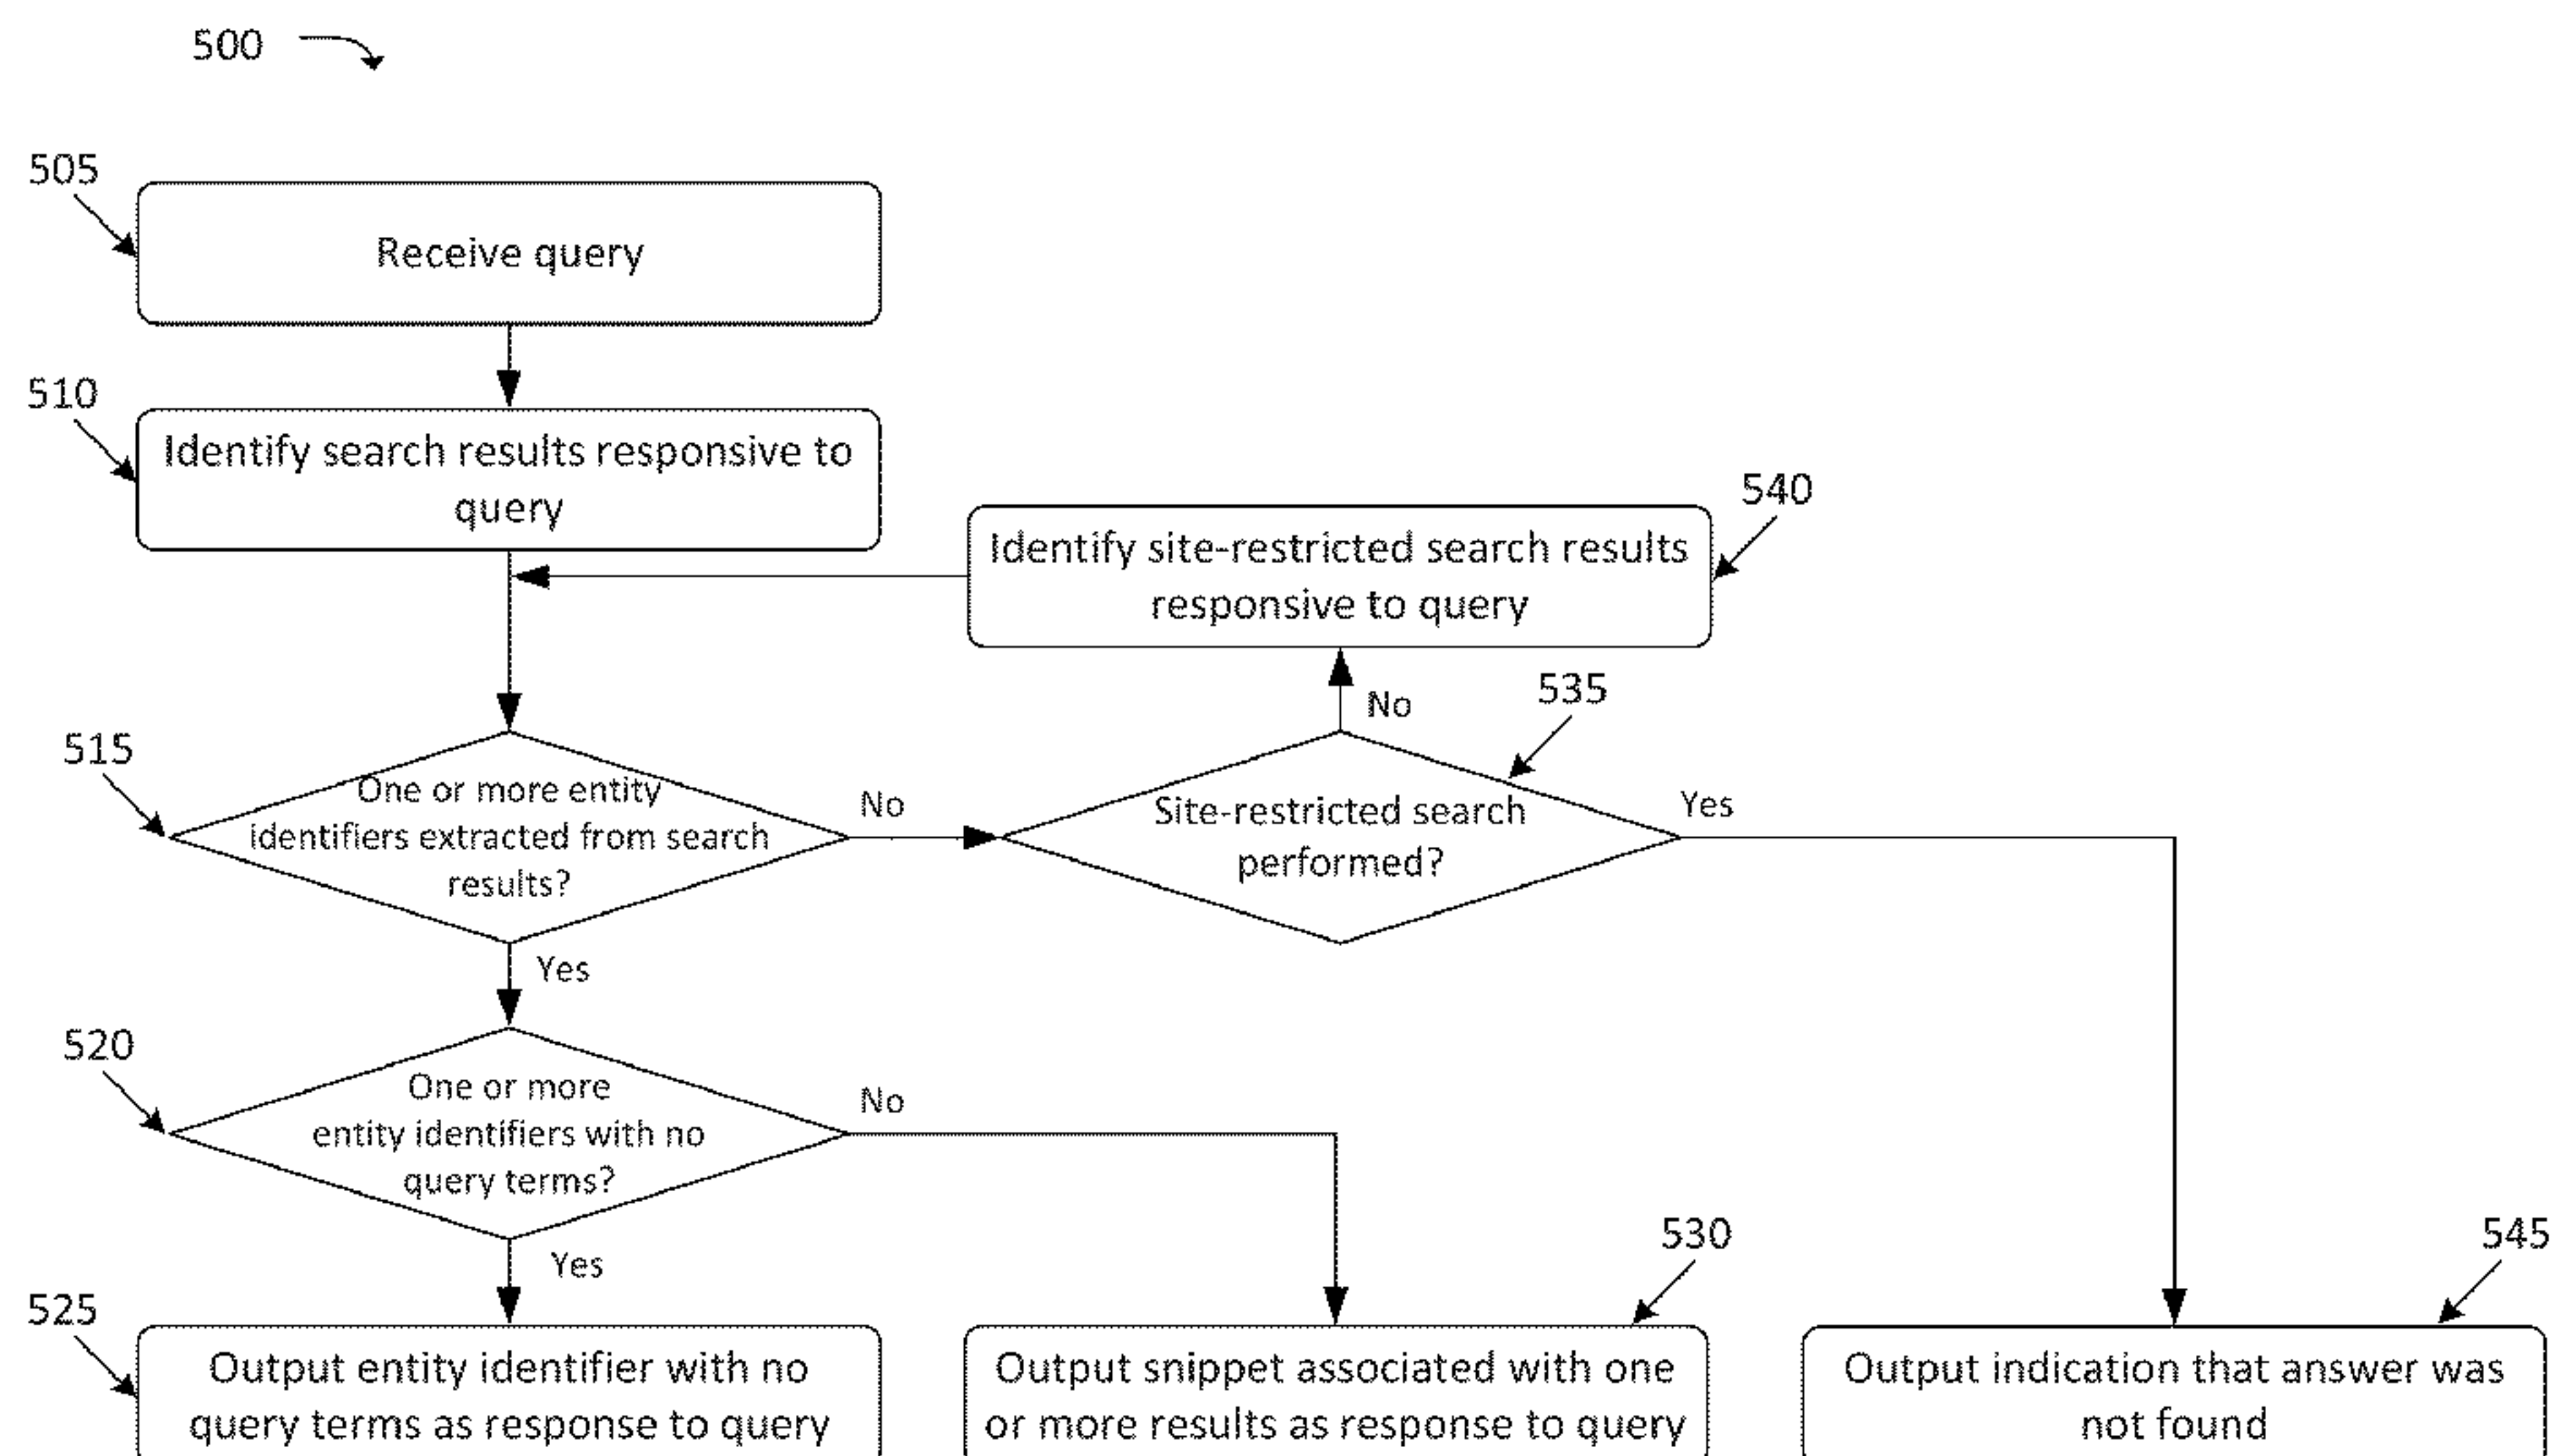 500
505
Receive query
510
Identify search results responsive to
query
540
Identify site-restricted search results
responsive to query
No
535
515
One or more entity
identifiers extracted from search
results?
No
Site-restricted search
performed?
Yes
Yes
520
One or more
entity identifiers with no
query terms?
No
Yes
530
545
525
Output entity identifier with no
query terms as response to query
Output snippet associated with one
or more results as response to query
Output indication that answer was
not found